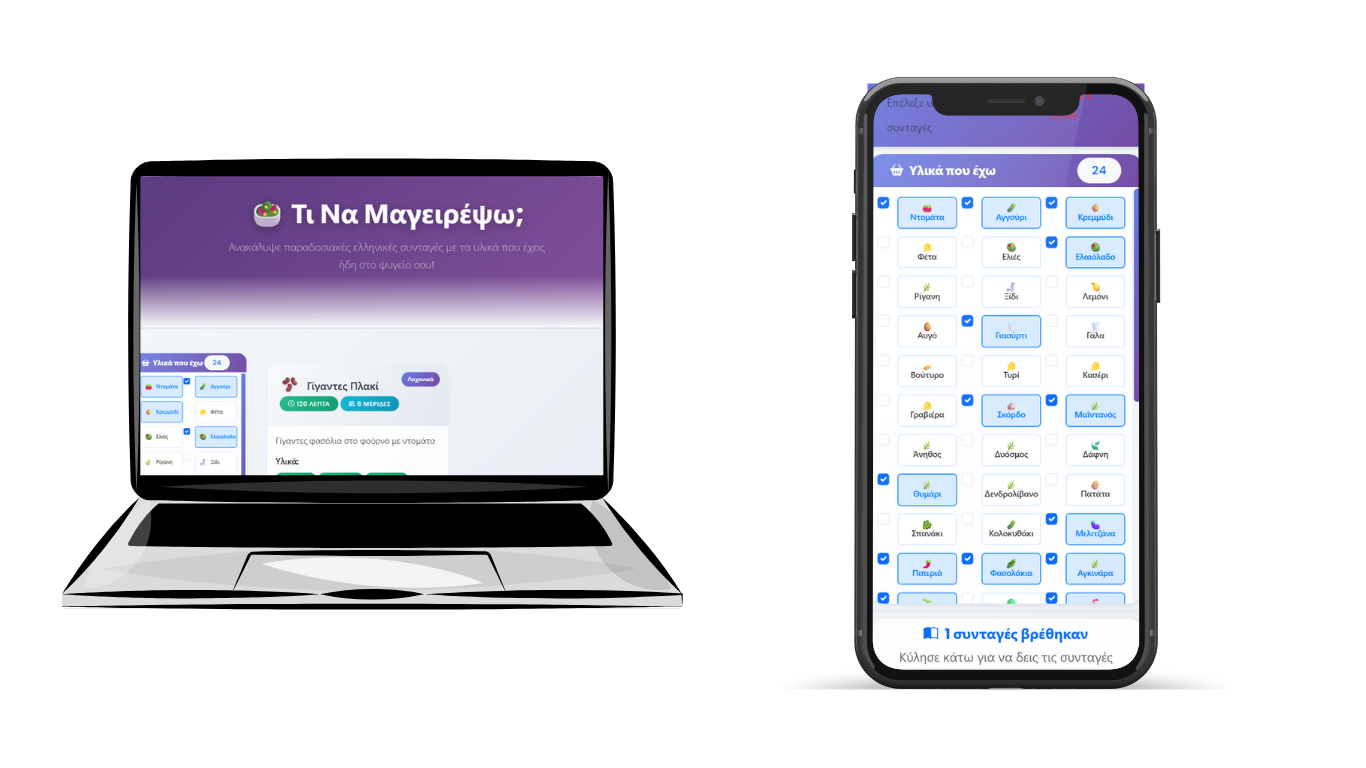 Τι Να Μαγειρέψω;
Ανακάλυψε παραδοσιακές ελληνικές συνταγές με τα υλικά που έχεις
ήδη στο ψυγείο σου!
Υλικά που έχω 24
Ντομάτα Αγγούρι
Κρεμμύδι Φέτα
Ελιές Ελαιόλαδο
Ρίγανη Ξίδι
Γίγαντες Πλακί
Λαχανικά
120 ΛΕΠΤΑ 6 ΜΕΡΙΔΕΣ
Γίγαντες φασόλια στο φούρνο με ντομάτα
Υλικά:
Επέλεξε
συνταγές
Υλικά που έχω 24
Ντομάτα Αγγούρι Κρεμμύδι
Φέτα Ελιές Ελαιόλαδο
Ρίγανη Ξίδι Λεμόνι
Αυγό Γιαούρτι Γάλα
Βούτυρο Τυρί Κασέρι
Γραβιέρα Σκόρδο Μαϊντανός
Άνηθος Δυόσμος Δάφνη
Θυμάρι Δενδρολίβανο Πατάτα
Σπανάκι Κολοκυθάκι Μελιτζάνα
Πιπεριά Φασολάκια Αγκινάρα
1 συνταγές βρέθηκαν
Κύλησε κάτω για να δεις τις συνταγές